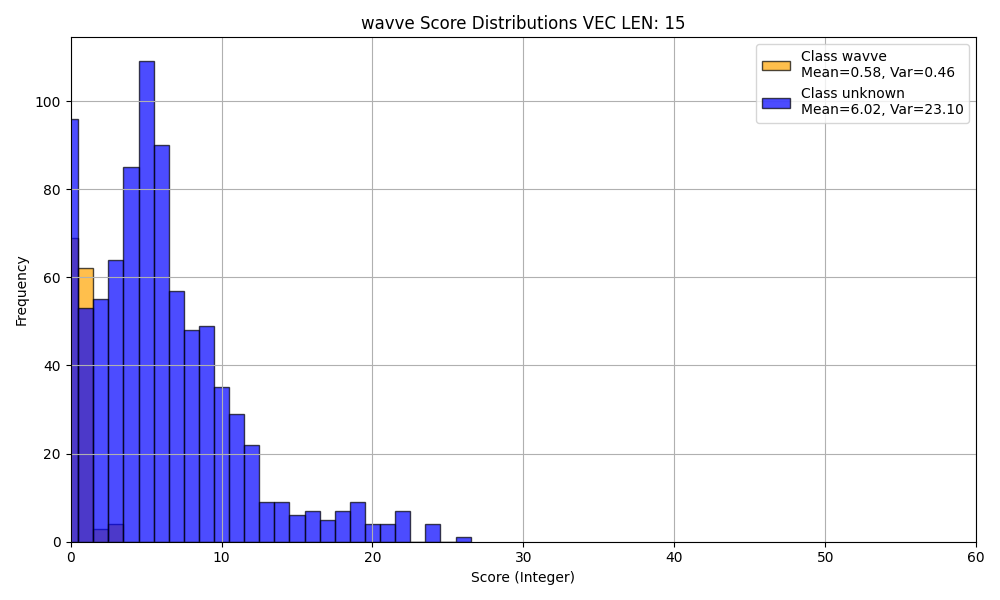 wavve Score Distributions VEC LEN: 15
Class wavve
Mean=0.58, Var=0.46
Class unknown
Mean=6.02, Var=23.10
Frequency
100
80
60
40
20
0
0 10 20 30 40 50 60
Score (Integer)